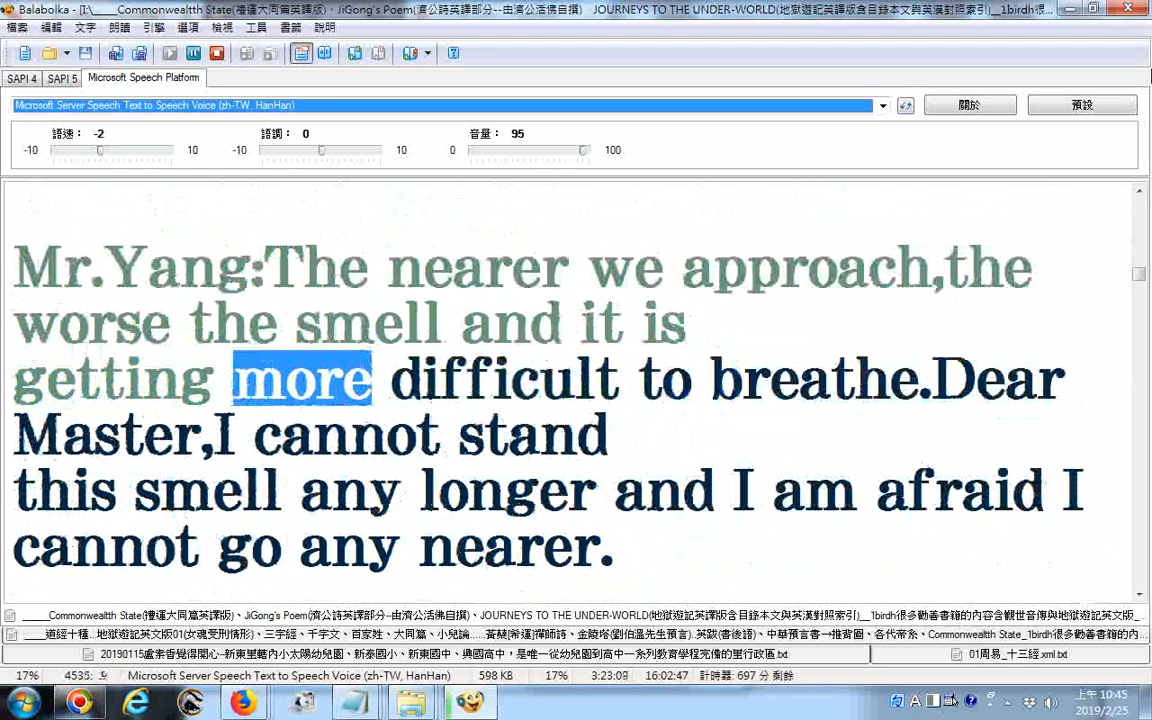 Balabolka - [I:\____Commonwealth State(禮運大同篇英譯版)，JiGong's Poem(濟公詩英譯部分--由濟公活佛自撰) JOURNEYS TO THE UNDER-WORLD(地獄遊記英譯版含目錄本文與英漢對照索引)__1birdh很...
檔案 編輯 文字 朗讀 引擎 選項 檢視 工具 書籤 說明
SAPI 4 SAPI 5 Microsoft Speech Platform
Microsoft Server Speech Text to Speech Voice (zh-TW, HanHan) 關於 預設
語速： -2 語調： 0 音量： 95
-10 10 -10 10 0 100
Mr.Yang:The nearer we approach,the
worse the smell and it is
getting more difficult to breathe.Dear
Master,I cannot stand
this smell any longer and I am afraid I
cannot go any nearer.
____Commonwealth State(禮運大同篇英譯版)、JiGong's Poem(濟公詩英譯部分--由濟公活佛自撰)、JOURNEYS TO THE UNDER-WORLD(地獄遊記英譯版含目錄本文與英漢對照索引)__1birdh很多勸善書籍的內容含觀世音傳與地獄遊記英文版_
道經十種...地獄遊記英文版01(女魂受刑情形)、三字經、千字文、百家姓、大同篇、小兒論......黃蘗[希運]禪師詩、金陵塔(劉伯溫先生預言).英跋(書後語)、中華預言書→推背圖、各代帝系、Commonwealth State_1birdh很多勸善書籍的內...
20190115盧素香覺得開心--新東里轄內小太陽幼兒園、新泰國小、新東國中、興國高中，是唯一從幼兒園到高中一系列教育學程完備的里行政區.txt 01周易_十三經.xml.txt
17% 4535: 9 Microsoft Server Speech Text to Speech Voice (zh-TW, HanHan) 598 KB 17% 3:23:09 16:02:47 計時器：697 分 剩餘
上午 10:45
2019/2/25